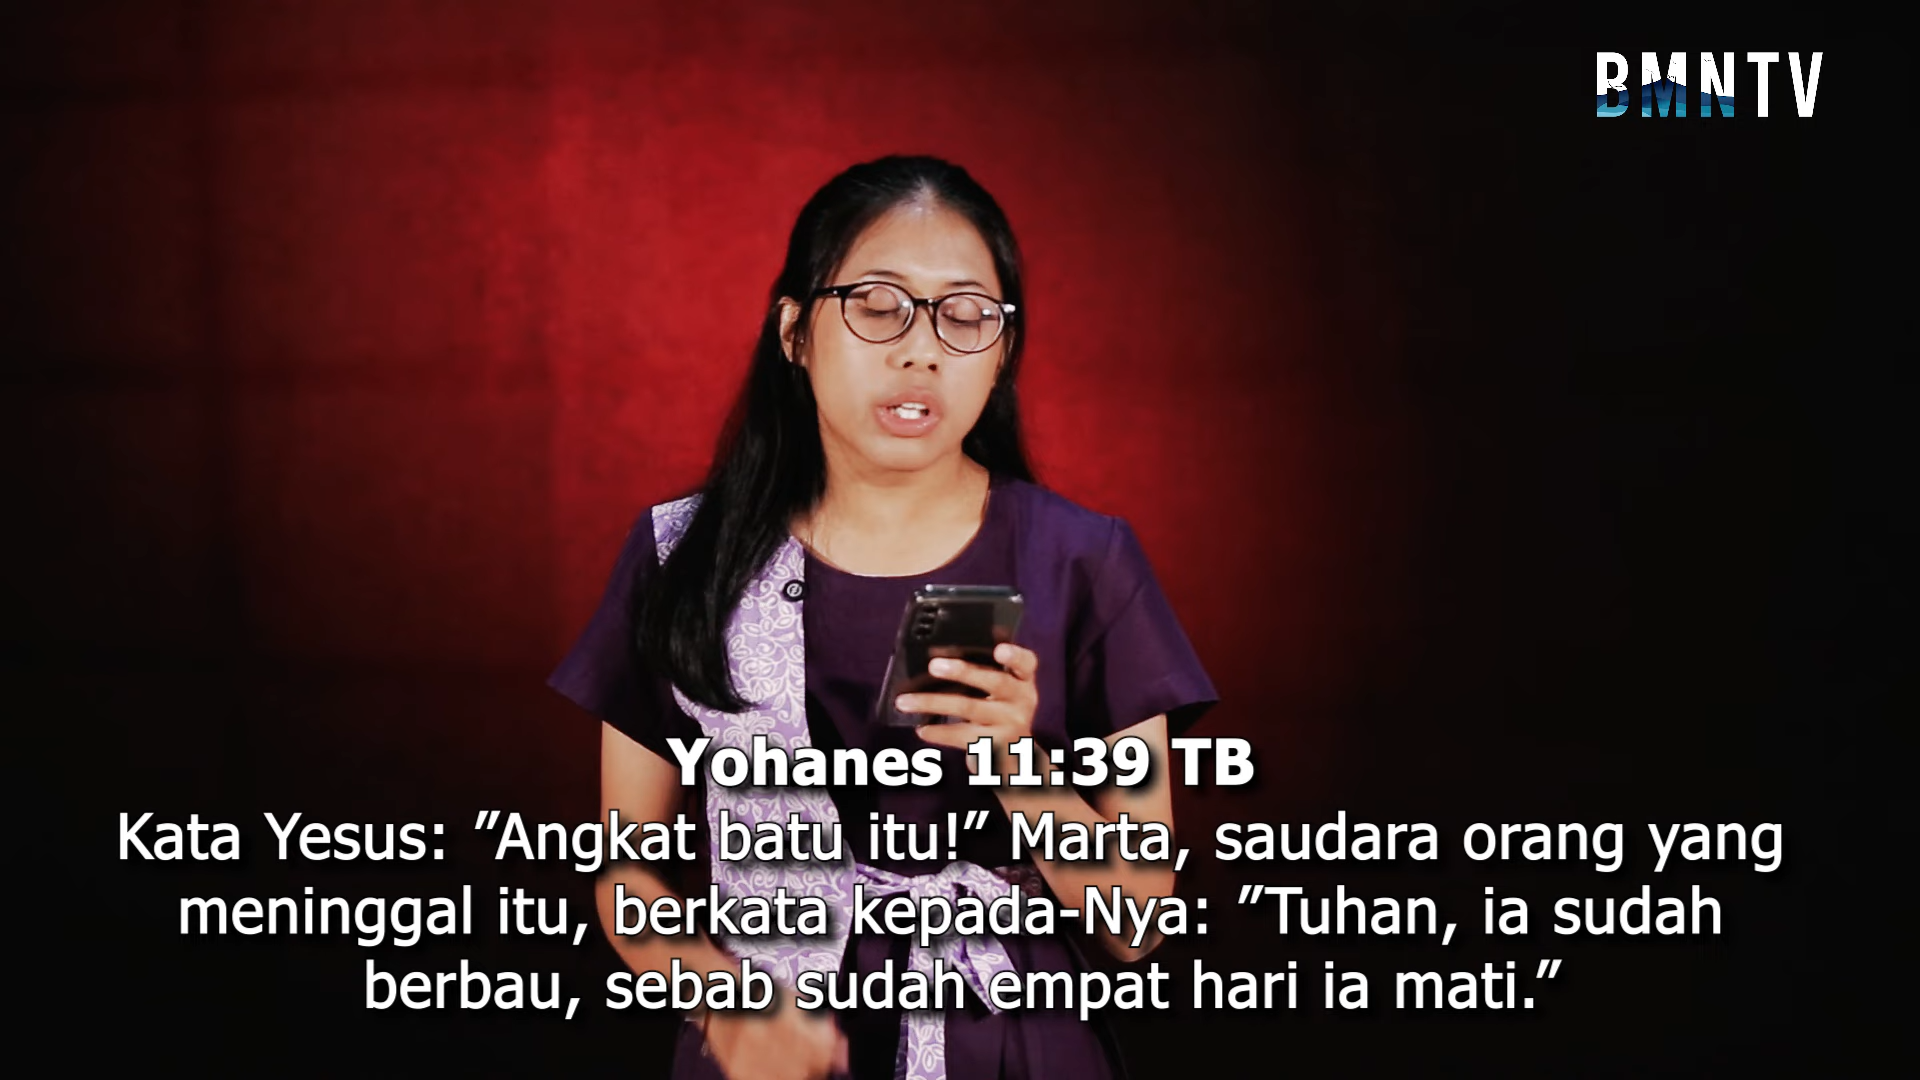 BMNTV
Yohanes 11:39 TB
Kata Yesus: ”Angkat batu itu!” Marta, saudara orang yang
meninggal itu, berkata kepada-Nya: ”Tuhan, ia sudah
berbau, sebab sudah empat hari ia mati.”